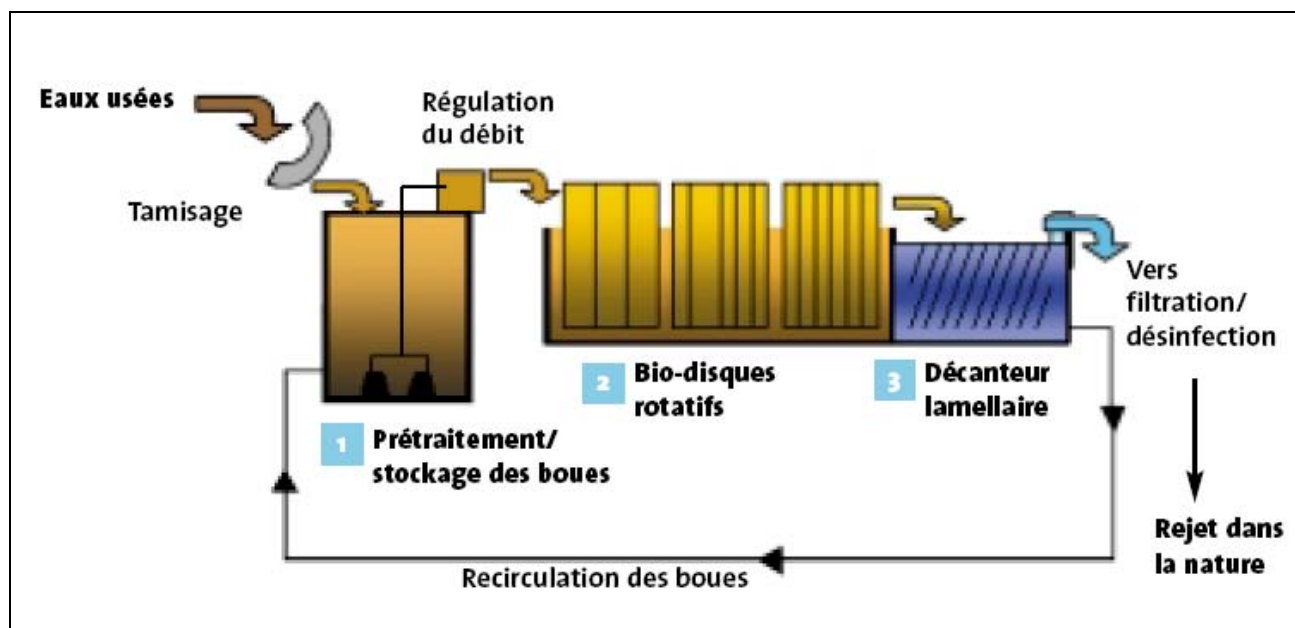 Eaux usées
Régulation
du débit
Tamisage
Vers
filtration/
désinfection
2 Bio-disques
rotatifs
3 Décanteur
lamellaire
1 Prétraitement/
stockage des boues
Rejet dans
la nature
Recirculation des boues